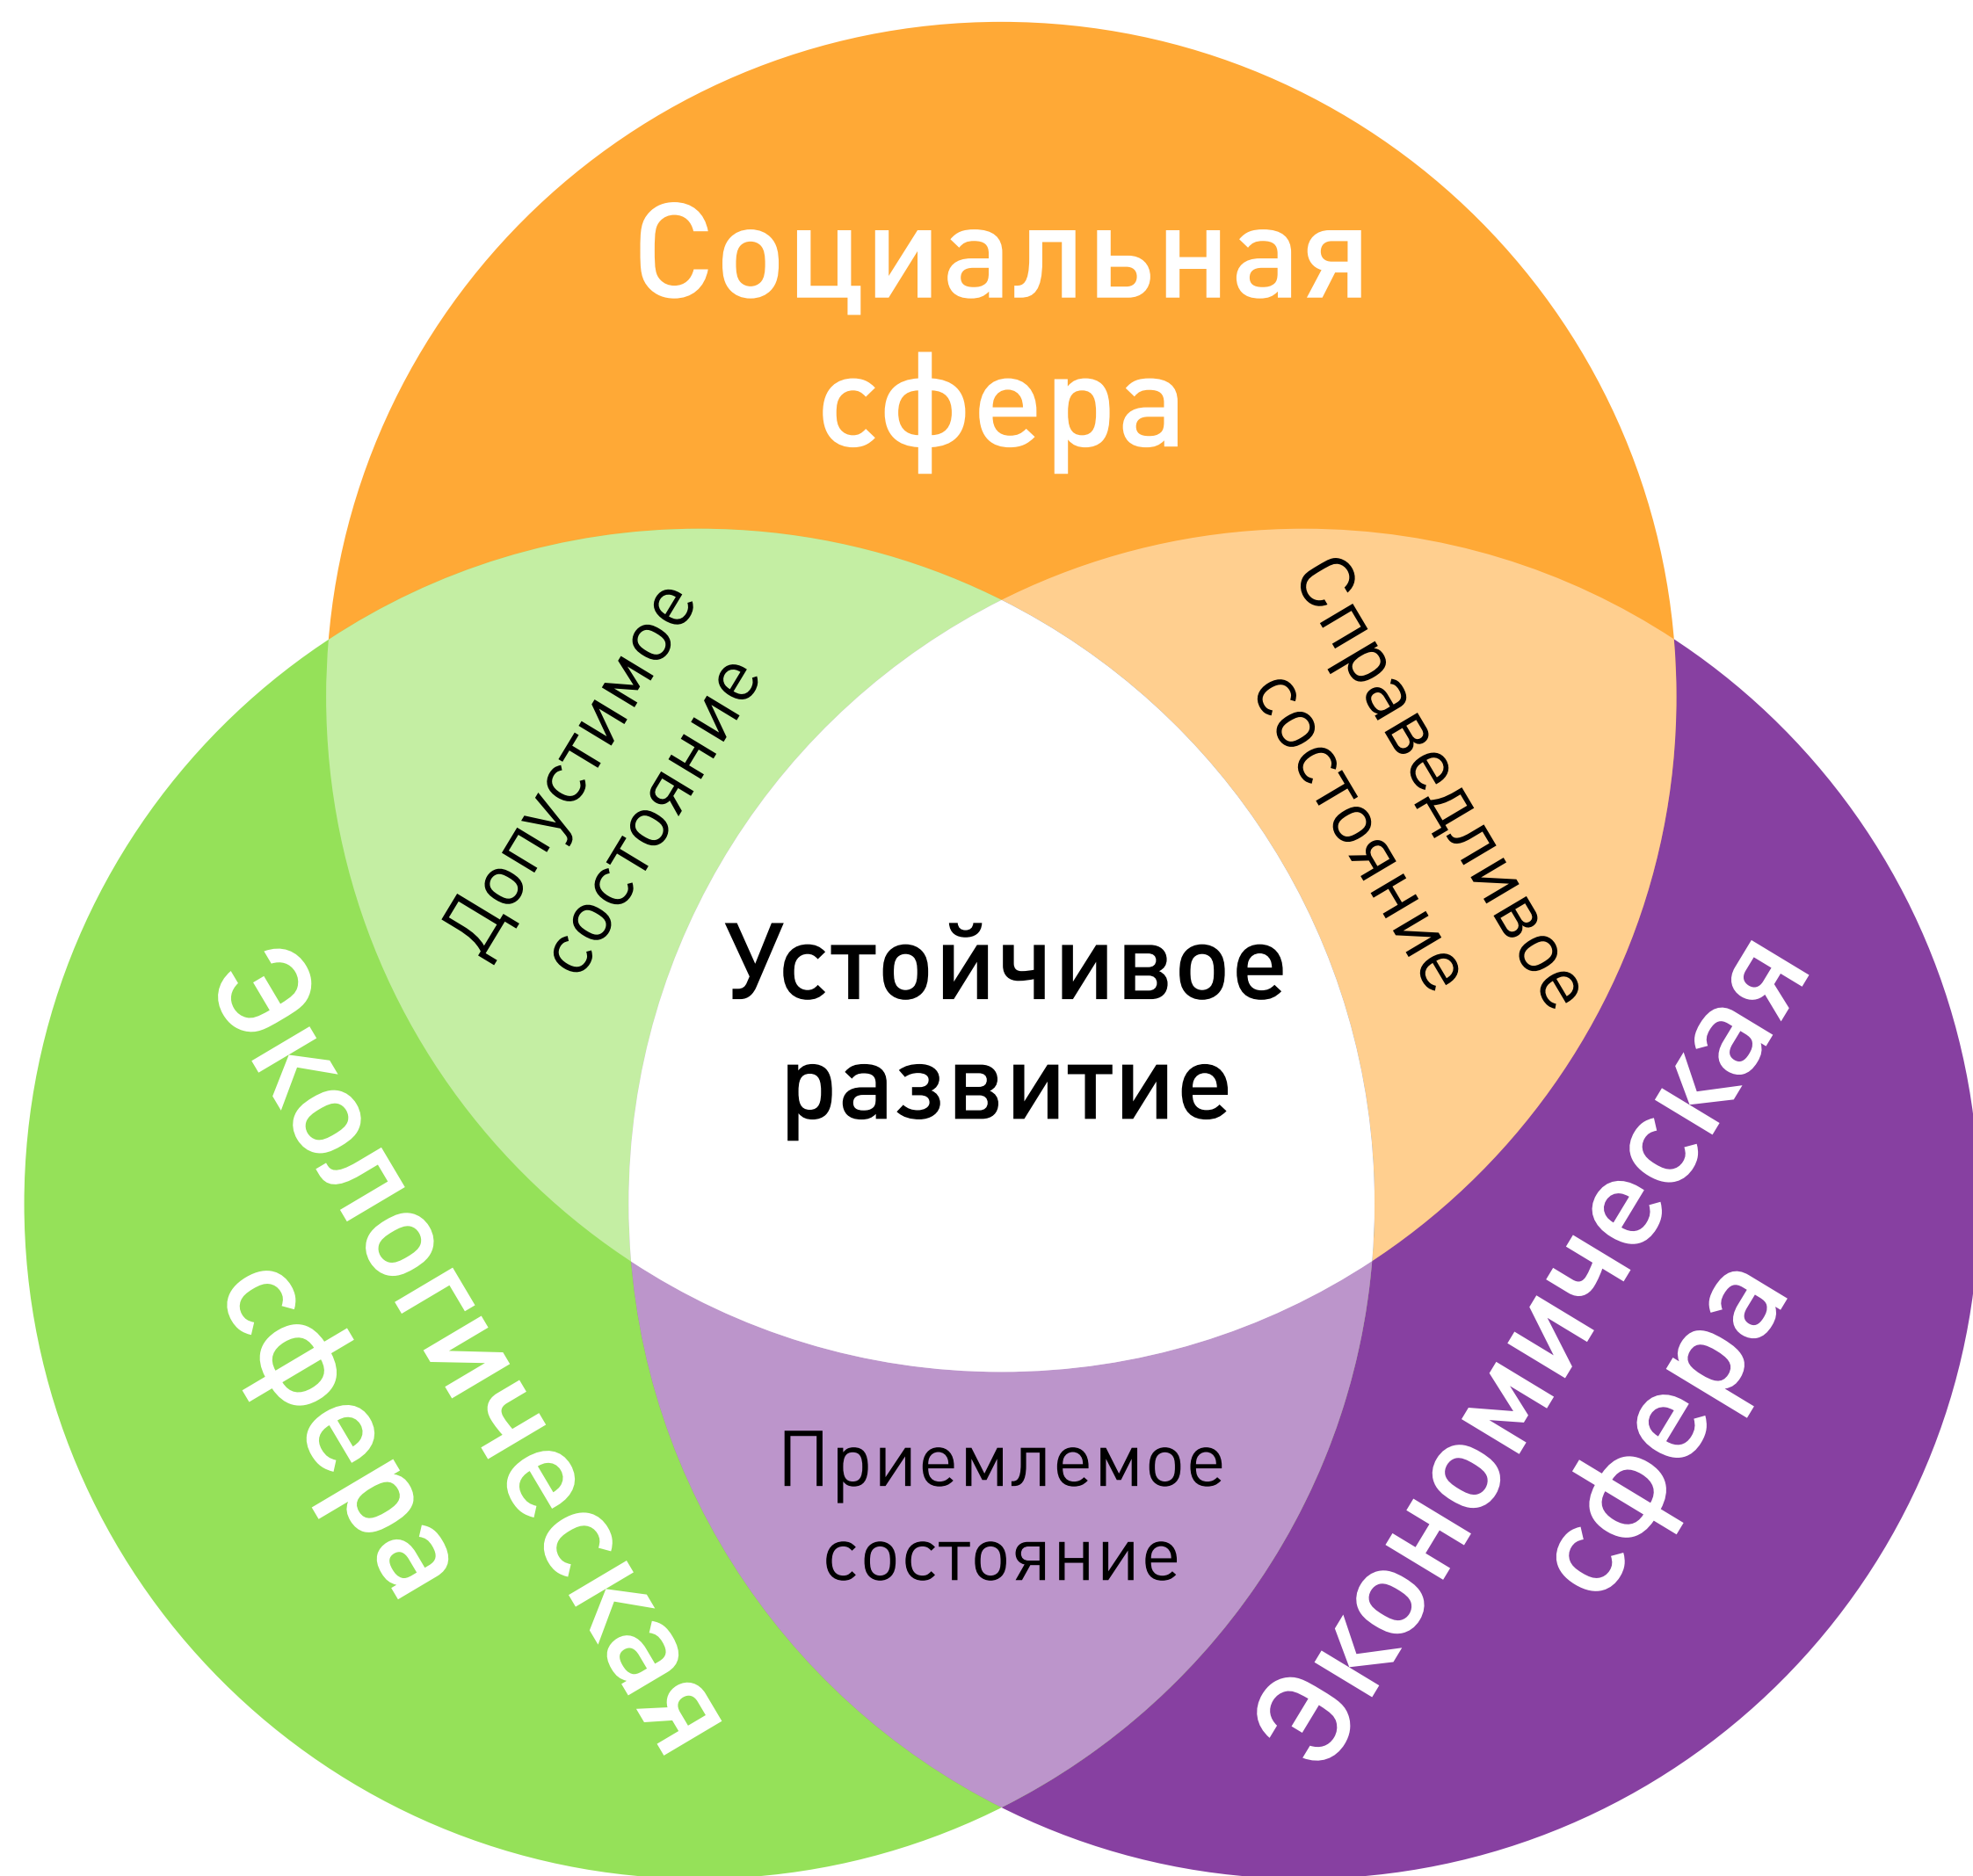 Социальная
сфера
Допустимое
состояние
Справедливое
состояние
Устойчивое
развитие
Экологическая
сфера
Экономическая
сфера
Приемлемое
состояние